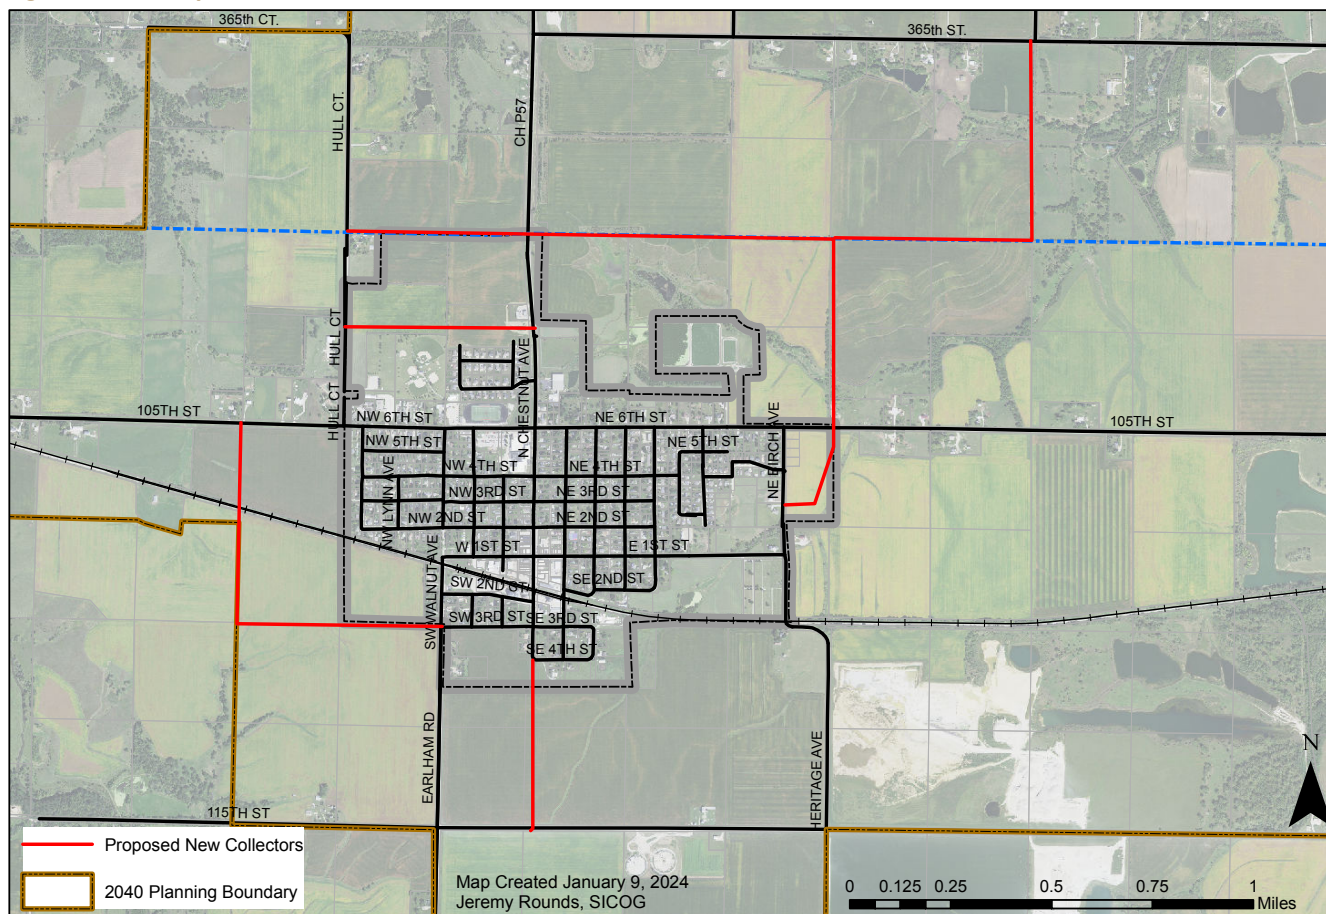 365th CT.
365th ST.
HULL CT.
CH P57
HULL CT
HULL CT
N CHESTNUT AVE
105TH ST
NW 6TH ST
NE 6TH ST
105TH ST
NW 5TH ST
NE 5TH ST
NE BIRCH AVE
NW LYNN AVE
NW 4TH ST
NE 4TH ST
NW 3RD ST
NE 3RD ST
NW 2ND ST
NE 2ND ST
W 1ST ST
E 1ST ST
SW WALNUT AVE
SW 2ND ST
SE 2ND ST
SW 3RD ST
SE 3RD ST
SE 4TH ST
EARLHAM RD
HERITAGE AVE
115TH ST
N
Proposed New Collectors
2040 Planning Boundary
Map Created January 9, 2024
Jeremy Rounds, SICOG
0 0.125 0.25 0.5 0.75 1
Miles